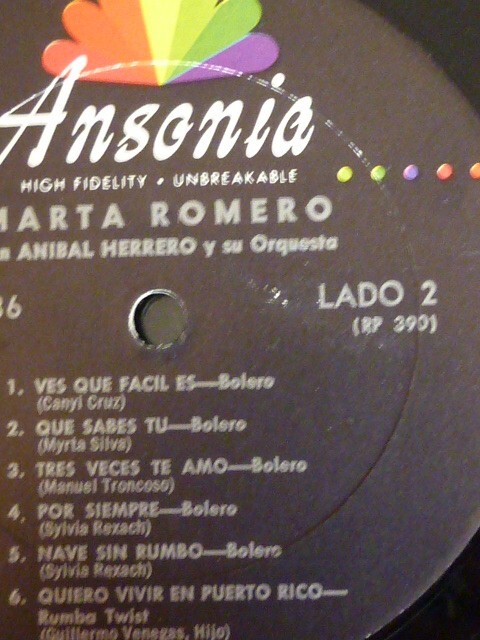 Ansonia
HIGH FIDELITY • UNBREAKABLE
MARTA ROMERO
n ANIBAL HERRERO y su Orquesta
36
LADO 2
(RP 390)
1. VES QUE FACIL ES—Bolero
(Canyi Cruz)
2. QUE SABES TU—Bolero
(Myrta Silva)
3. TRES VECES TE AMO—Bolero
(Manuel Troncoso)
4. POR SIEMPRE—Bolero
(Sylvia Rexach)
5. NAVE SIN RUMBO—Bolero
(Sylvia Rexach)
6. QUIERO VIVIR EN PUERTO RICO—
Rumba Twist
(Guillermo Venegas, Hijo)